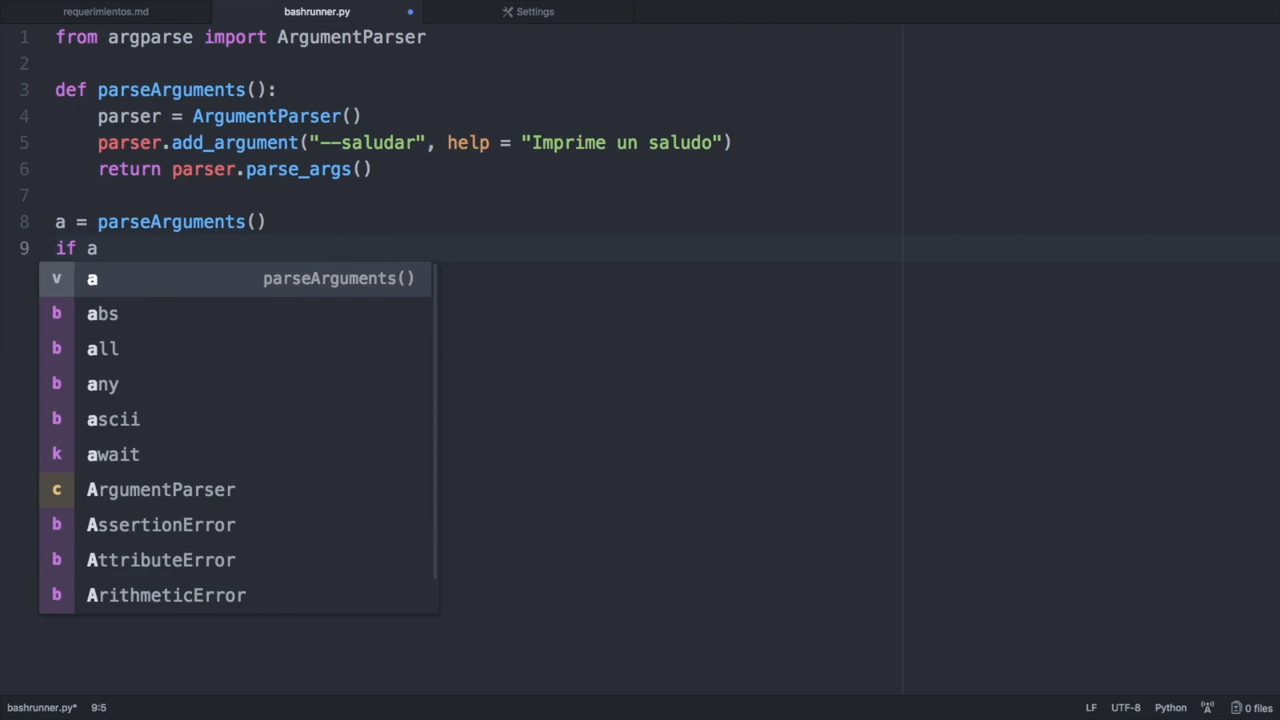 requerimientos.md
bashrunner.py
Settings
1 from argparse import ArgumentParser
2
3 def parseArguments():
4 parser = ArgumentParser()
5 parser.add_argument("--saludar", help = "Imprime un saludo")
6 return parser.parse_args()
7
8 a = parseArguments()
9 if a
v a parseArguments()
b abs
b all
b any
b ascii
k await
c ArgumentParser
b AssertionError
b AttributeError
b ArithmeticError
bashrunner.py* 9:5 LF UTF-8 Python 0 files